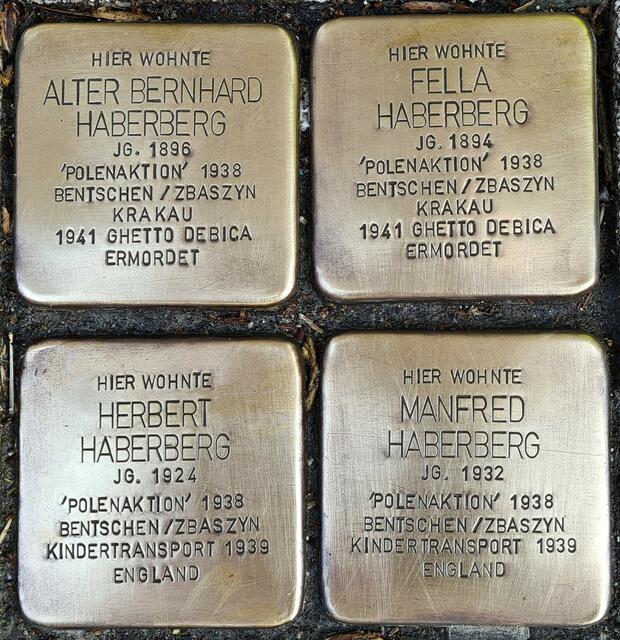 HIER WOHNTE
ALTER BERNHARD
HABERBERG
JG. 1896
'POLENAKTION' 1938
BENTSCHEN/ZBASZYN
KRAKAU
1941 GHETTO DEBICA
ERMORDET
HIER WOHNTE
FELLA
HABERBERG
JG. 1894
'POLENAKTION' 1938
BENTSCHEN/ZBASZYN
KRAKAU
1941 GHETTO DEBICA
ERMORDET
HIER WOHNTE
HERBERT
HABERBERG
JG. 1924
'POLENAKTION' 1938
BENTSCHEN/ZBASZYN
KINDERTRANSPORT 1939
ENGLAND
HIER WOHNTE
MANFRED
HABERBERG
JG. 1932
'POLENAKTION' 1938
BENTSCHEN/ZBASZYN
KINDERTRANSPORT 1939
ENGLAND